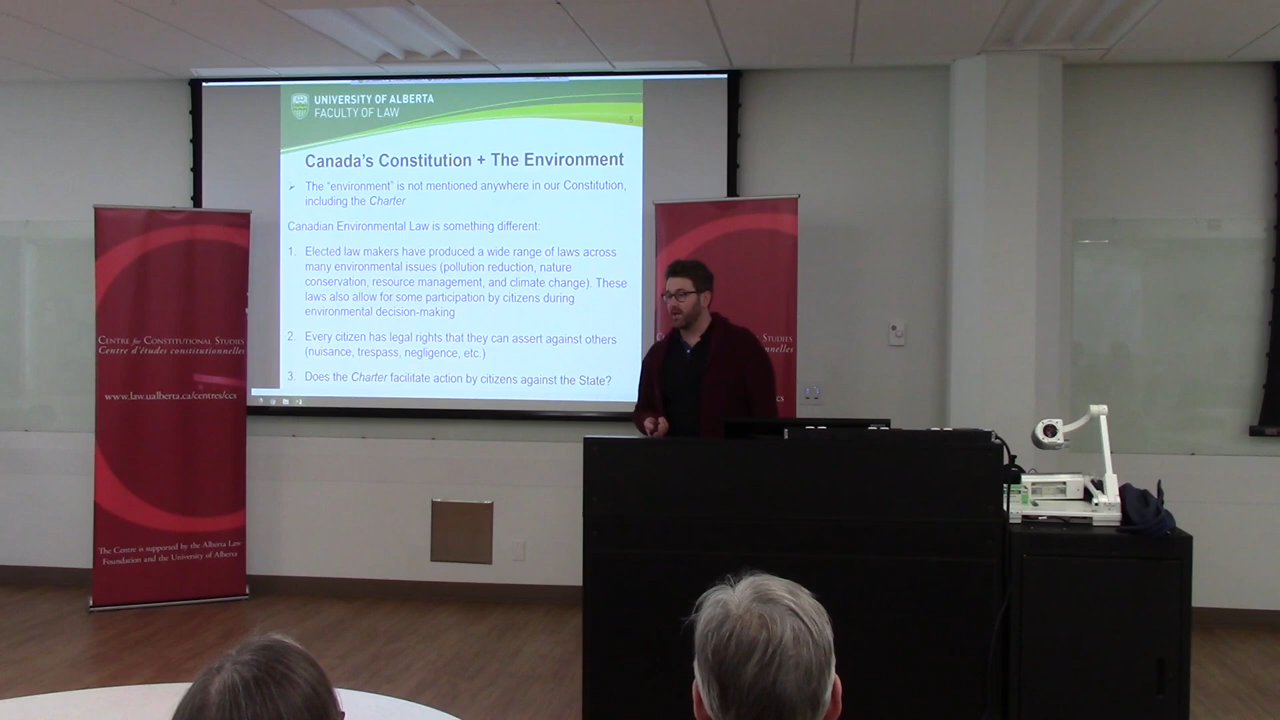 UNIVERSITY OF ALBERTA
FACULTY OF LAW
5
Canada's Constitution + The Environment
The "environment" is not mentioned anywhere in our Constitution,
including the Charter
Canadian Environmental Law is something different:
1. Elected law makers have produced a wide range of laws across
many environmental issues (pollution reduction, nature
conservation, resource management, and climate change). These
laws also allow for some participation by citizens during
environmental decision-making
2. Every citizen has legal rights that they can assert against others
(nuisance, trespass, negligence, etc.)
3. Does the Charter facilitate action by citizens against the State?
CENTRE for CONSTITUTIONAL STUDIES
Centre d'études constitutionnelles
www.law.ualberta.ca/centres/ccs
The Centre is supported by the Alberta Law
Foundation and the University of Alberta
STUDIES
nnelles
cs